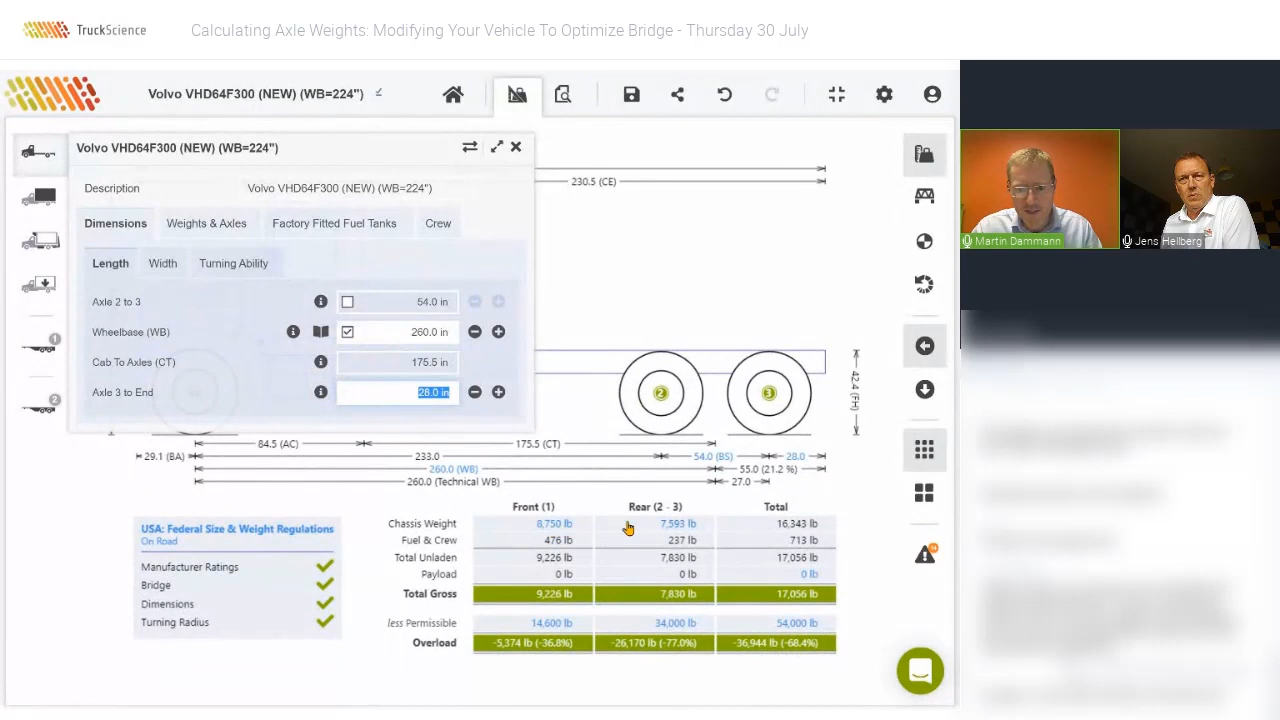 TruckScience
Calculating Axle Weights: Modifying Your Vehicle To Optimize Bridge - Thursday 30 July
Volvo VHD64F300 (NEW) (WB=224")
Volvo VHD64F300 (NEW) (WB=224")
Description Volvo VHD64F300 (NEW) (WB=224")
Dimensions Weights & Axles Factory Fitted Fuel Tanks Crew
Length Width Turning Ability
Axle 2 to 3 54.0 in
Wheelbase (WB) 260.0 in
Cab To Axles (CT) 175.5 in
Axle 3 to End 28.0 in
230.5 (CE)
2 3
42.4 (FH)
1
2
84.5 (AC) 175.5 (CT)
29.1 (BA) 233.0 54.0 (BS) 28.0
260.0 (WB) 55.0 (21.2 %)
260.0 (Technical WB) 27.0
USA: Federal Size & Weight Regulations
On Road
Manufacturer Ratings
Bridge
Dimensions
Turning Radius
Front (1) Rear (2 - 3) Total
Chassis Weight 8,750 lb 7,593 lb 16,343 lb
Fuel & Crew 476 lb 237 lb 713 lb
Total Unladen 9,226 lb 7,830 lb 17,056 lb
Payload 0 lb 0 lb 0 lb
Total Gross 9,226 lb 7,830 lb 17,056 lb
less Permissible 14,600 lb 34,000 lb 54,000 lb
Overload -5,374 lb (-36.8%) -26,170 lb (-77.0%) -36,944 lb (-68.4%)
Martin Dammann
Jens Hellberg